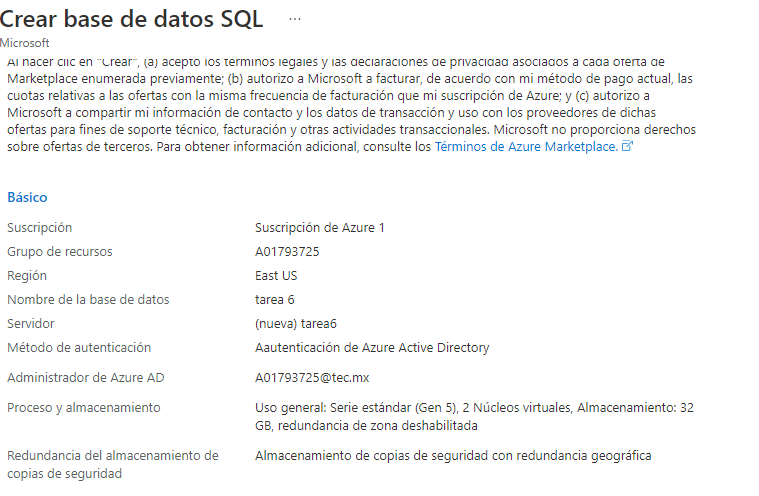 Crear base de datos SQL ...
Microsoft
Al hacer clic en "Crear", (a) acepto los términos legales y las declaraciones de privacidad asociados a cada oferta de
Marketplace enumerada previamente; (b) autorizo a Microsoft a facturar, de acuerdo con mi método de pago actual, las
cuotas relativas a las ofertas con la misma frecuencia de facturación que mi suscripción de Azure; y (c) autorizo a
Microsoft a compartir mi información de contacto y los datos de transacción y uso con los proveedores de dichas
ofertas para fines de soporte técnico, facturación y otras actividades transaccionales. Microsoft no proporciona derechos
sobre ofertas de terceros. Para obtener información adicional, consulte los Términos de Azure Marketplace.
Básico
Suscripción Suscripción de Azure 1
Grupo de recursos A01793725
Región East US
Nombre de la base de datos tarea 6
Servidor (nueva) tarea6
Método de autenticación Aautenticación de Azure Active Directory
Administrador de Azure AD A01793725@tec.mx
Proceso y almacenamiento Uso general: Serie estándar (Gen 5), 2 Núcleos virtuales, Almacenamiento: 32
GB, redundancia de zona deshabilitada
Redundancia del almacenamiento de Almacenamiento de copias de seguridad con redundancia geográfica
copias de seguridad